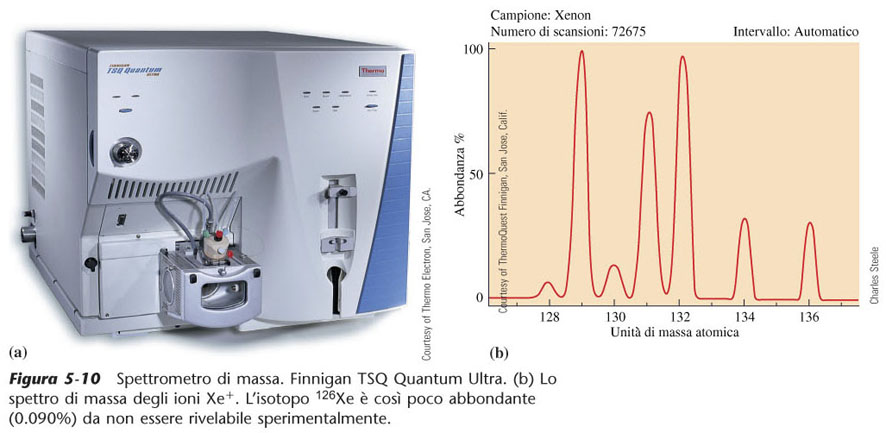 FINNIGAN
TSQ Quantum
ULTRA
Thermo
Courtesy of Thermo Electron, San Jose, CA.
(a)
Campione: Xenon
Numero di scansioni: 72675
Intervallo: Automatico
100
50
0
Abbondanza %
Courtesy of ThermoQuest Finnigan, San Jose, Calif.
128 130 132 134 136
Unità di massa atomica
Charles Steele
(b)
Figura 5-10 Spettrometro di massa. Finnigan TSQ Quantum Ultra. (b) Lo
spettro di massa degli ioni Xe⁺. L'isotopo ¹²⁶Xe è così poco abbondante
(0.090%) da non essere rivelabile sperimentalmente.